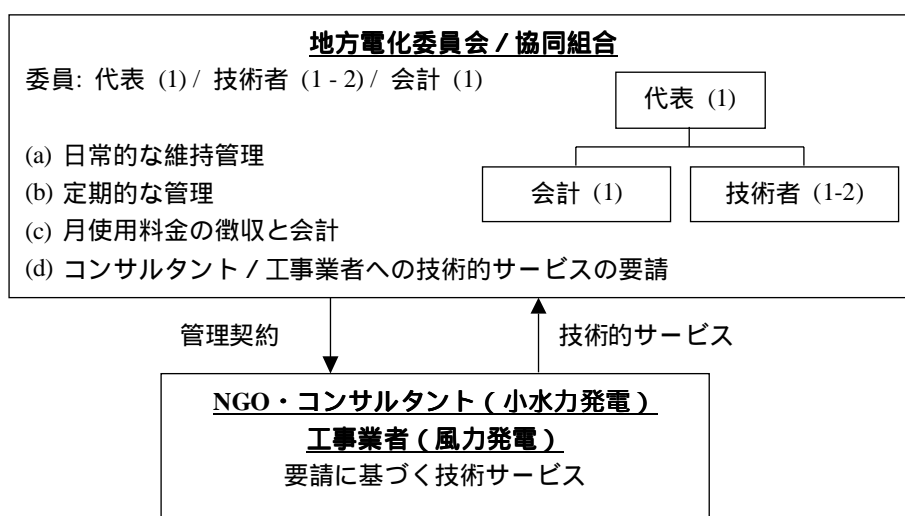 地方電化委員会 / 協同組合
委員: 代表 (1) / 技術者 (1 - 2) / 会計 (1)
代表 (1)
会計 (1)
技術者 (1-2)
(a) 日常的な維持管理
(b) 定期的な管理
(c) 月使用料金の徴収と会計
(d) コンサルタント / 工事業者への技術的サービスの要請
管理契約
技術的サービス
NGO・コンサルタント ( 小水力発電 )
工事業者 ( 風力発電 )
要請に基づく技術サービス